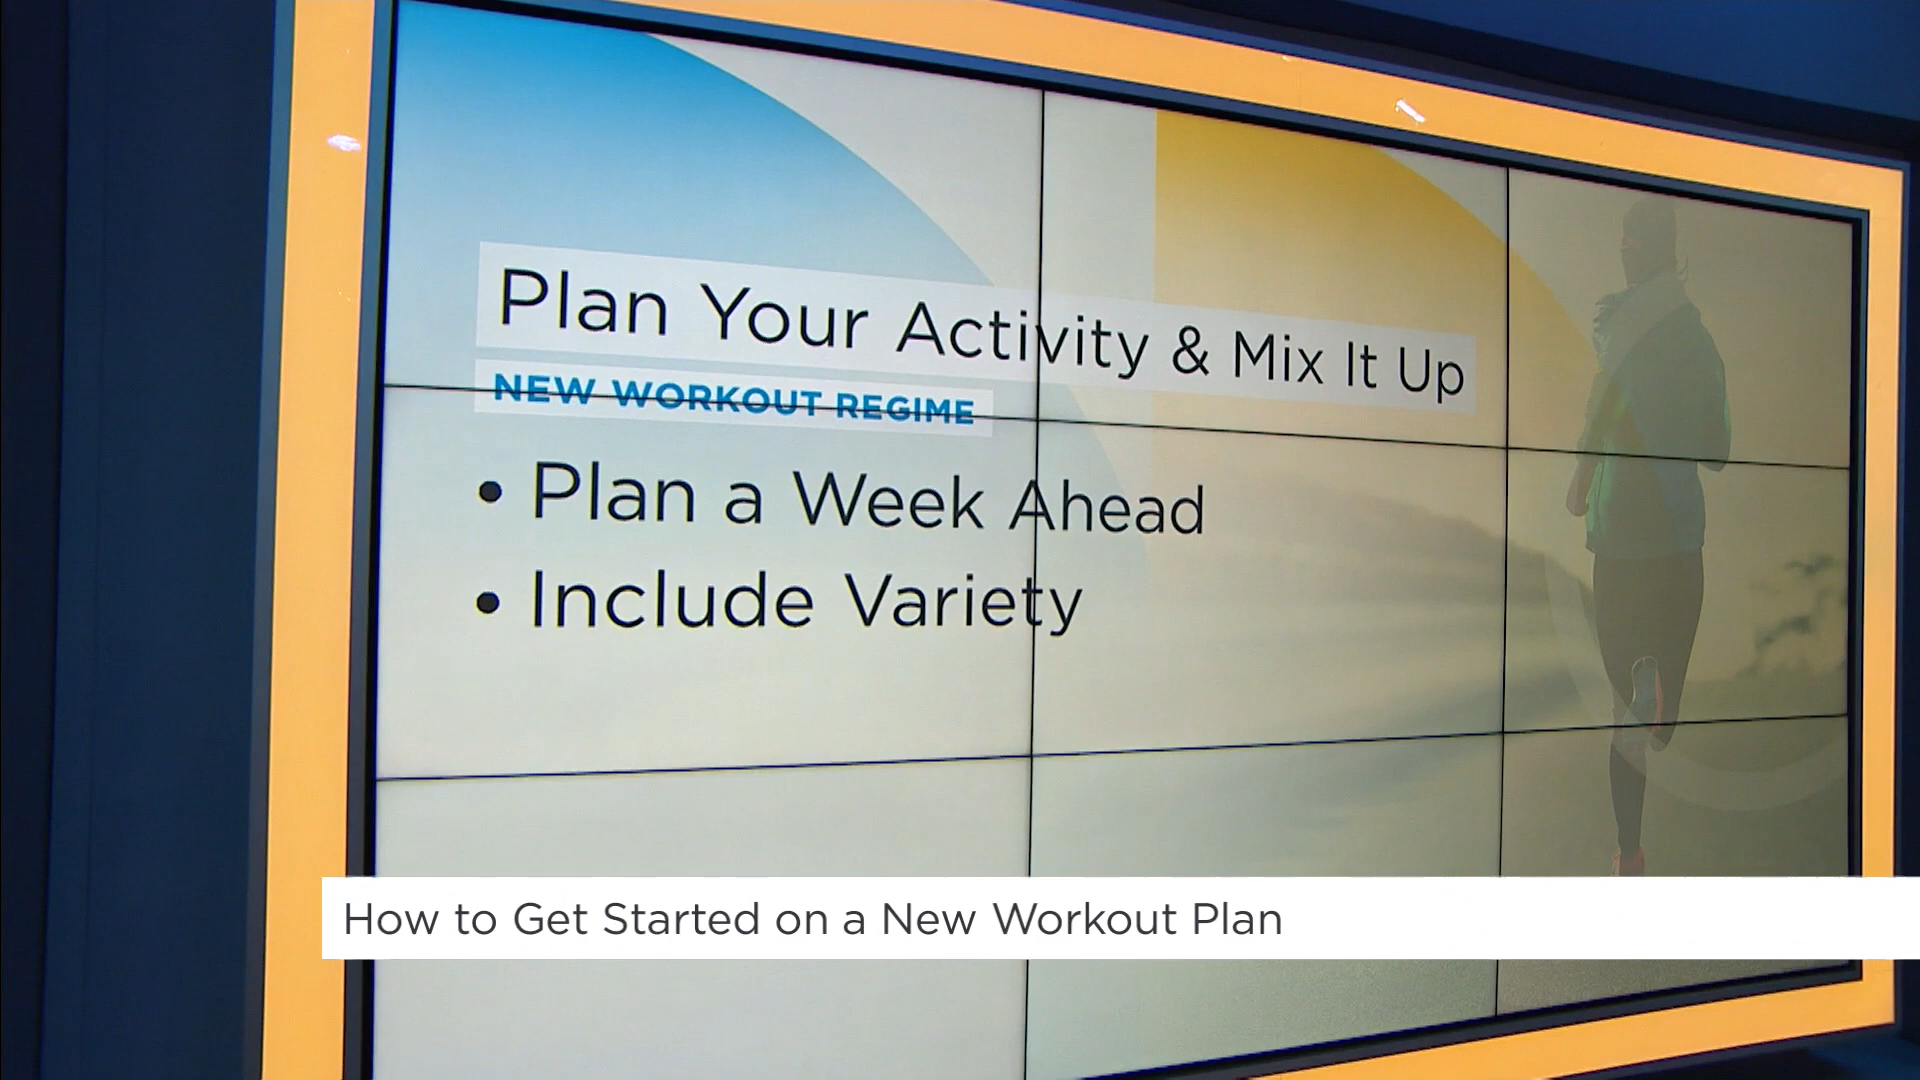 Plan Your Activity & Mix It Up
NEW WORKOUT REGIME
• Plan a Week Ahead
• Include Variety
How to Get Started on a New Workout Plan